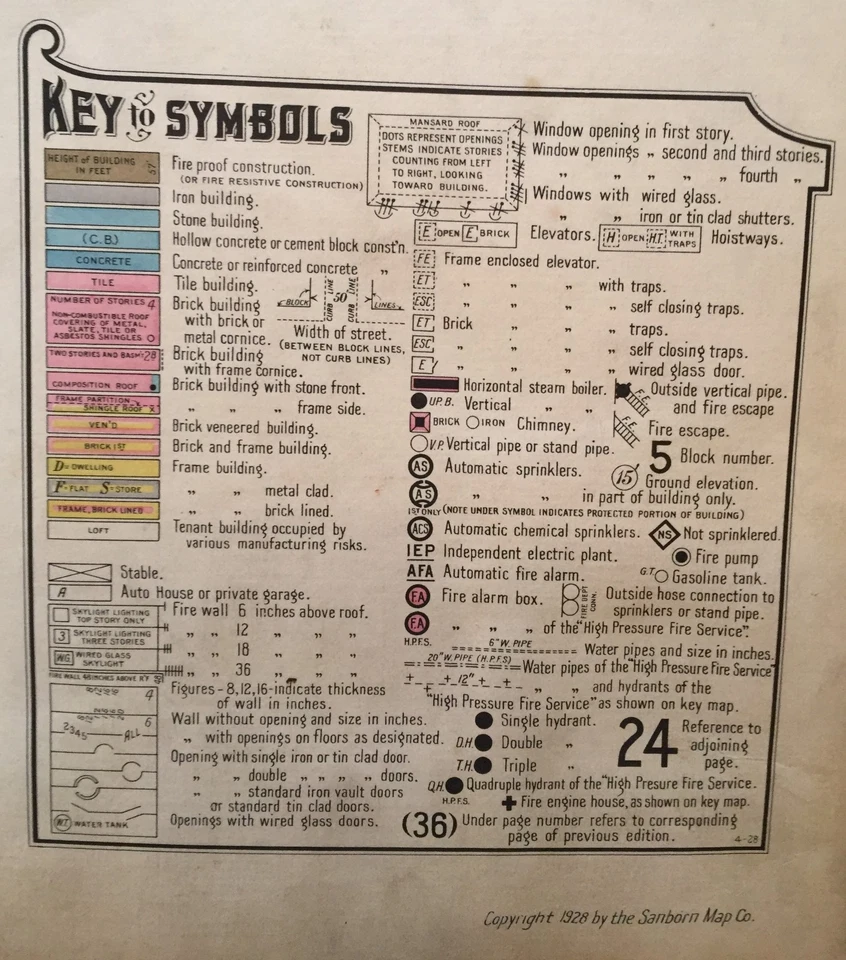 KEY to SYMBOLS
HEIGHT of BUILDING
IN FEET
57'
Fire proof construction.
(OR FIRE RESISTIVE CONSTRUCTION)
Iron building.
Stone building.
(C.B.)
Hollow concrete or cement block const'n.
CONCRETE
Concrete or reinforced concrete „
TILE
Tile building.
NUMBER OF STORIES 4
NON-COMBUSTIBLE ROOF
COVERING OF METAL,
SLATE, TILE OR
ASBESTOS SHINGLES O
Brick building
with brick or
metal cornice.
BLOCK
CURB LINE
50'
CURB LINE
LINES
Width of street.
(BETWEEN BLOCK LINES,
NOT CURB LINES)
TWO STORIES AND BASM'T 2B
Brick building
with frame cornice.
COMPOSITION ROOF
Brick building with stone front.
FRAME PARTITION
SHINGLE ROOF X
„ „ „ frame side.
VEN'D
Brick veneered building.
BRICK 1ST
Brick and frame building.
D=DWELLING
Frame building.
F=FLAT S=STORE
„ „ metal clad.
FRAME, BRICK LINED
„ „ brick lined.
LOFT
Tenant building occupied by
various manufacturing risks.
Stable.
A
Auto House or private garage.
SKYLIGHT LIGHTING
TOP STORY ONLY
Fire wall 6 inches above roof.
3
SKYLIGHT LIGHTING
THREE STORIES
„ „ 12 „ „ „
WG
WIRED GLASS
SKYLIGHT
„ „ 18 „ „ „
„ „ 36 „ „ „
FIRE WALL 48 INCHES ABOVE R'F
Figures-8,12,16-indicate thickness
of wall in inches.
4
Wall without opening and size in inches.
6
2345
ALL
„ with openings on floors as designated.
Opening with single iron or tin clad door.
„ „ double „ „ „ doors.
„ „ standard iron vault doors
or standard tin clad doors.
WATER TANK
Openings with wired glass doors.
MANSARD ROOF
DOTS REPRESENT OPENINGS
STEMS INDICATE STORIES
COUNTING FROM LEFT
TO RIGHT, LOOKING
TOWARD BUILDING.
Window opening in first story.
Window openings „ second and third stories.
„ „ „ „ fourth „
Windows with wired glass.
„ „ iron or tin clad shutters.
E OPEN E BRICK
Elevators.
H OPEN H.T. WITH TRAPS
Hoistways.
FE
Frame enclosed elevator.
ET
„ „ „ with traps.
ESC
„ „ „ self closing traps.
ET
Brick „ „ traps.
ESC
„ „ „ self closing traps.
E
„ „ „ wired glass door.
Horizontal steam boiler.
UP.B. Vertical „ „
BRICK IRON Chimney.
V.P. Vertical pipe or stand pipe.
F.E.
Outside vertical pipe.
and fire escape
F.E.
Fire escape.
5
Block number.
AS
Automatic sprinklers.
15'
Ground elevation.
AS
„ „ in part of building only.
1ST ONLY (NOTE UNDER SYMBOL INDICATES PROTECTED PORTION OF BUILDING)
ACS
Automatic chemical sprinklers.
NS
Not sprinklered.
IEP
Independent electric plant.
Fire pump
AFA
Automatic fire alarm.
G.T.
Gasoline tank.
FA
Fire alarm box.
FIRE DEPT CONN.
Outside hose connection to
sprinklers or stand pipe.
FA
H.P.F.S.
„ „ „ of the "High Pressure Fire Service".
6" W. PIPE
Water pipes and size in inches.
20" W. PIPE (H.P.F.S)
Water pipes of the "High Pressure Fire Service"
12"
„ „ and hydrants of the
"High Pressure Fire Service" as shown on key map.
Single hydrant.
D.H.
Double „
T.H.
Triple „
24
Reference to
adjoining
page.
Q.H.
Quadruple hydrant of the "High Presure Fire Service.
H.P.F.S.
Fire engine house, as shown on key map.
(36)
Under page number refers to corresponding
page of previous edition.
4-28
Copyright 1928 by the Sanborn Map Co.